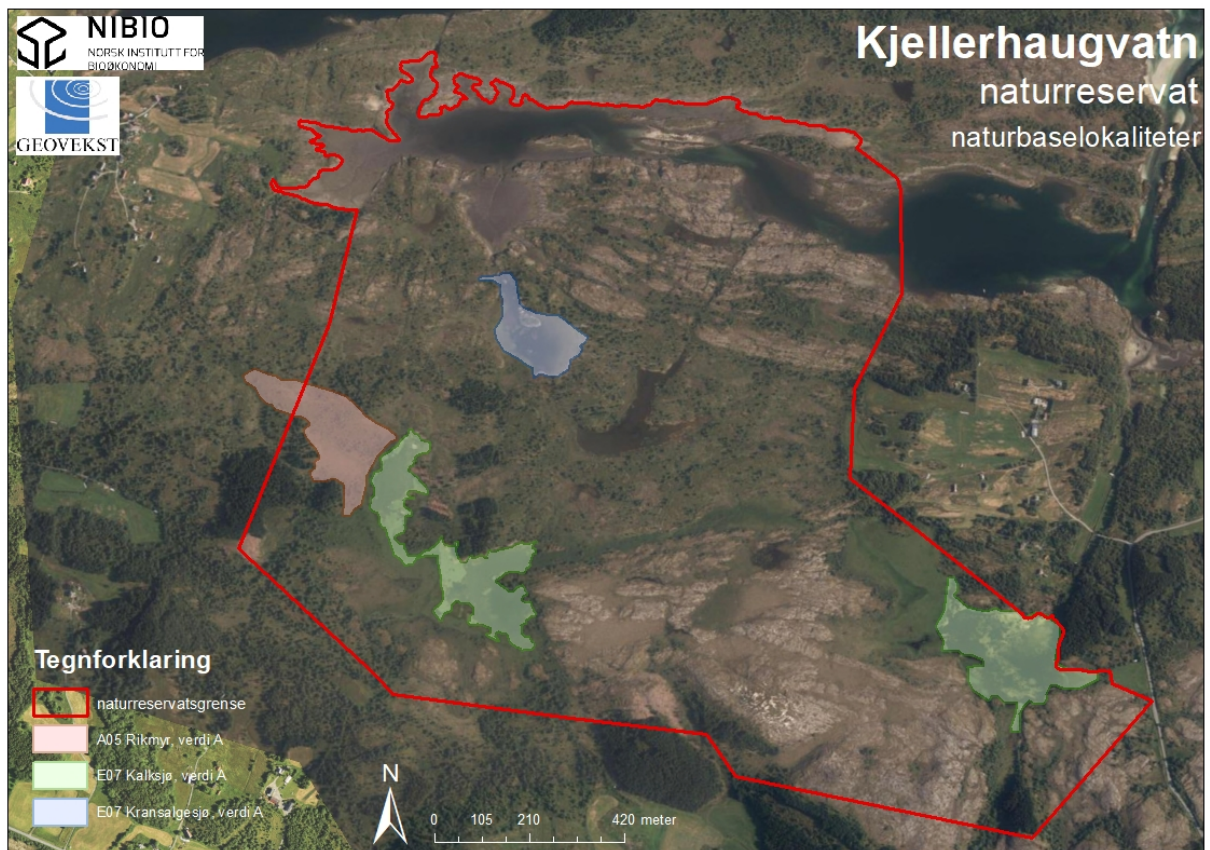 NIBIO
NORSK INSTITUTT FOR
BIOØKONOMI
GEOVEKST
Kjellerhaugvatn
naturreservat
naturbaselokaliteter
Tegnforklaring
naturreservatsgrense
A05 Rikmyr, verdi A
E07 Kalksjø, verdi A
E07 Kransalgesjø, verdi A
N
0 105 210 420 meter